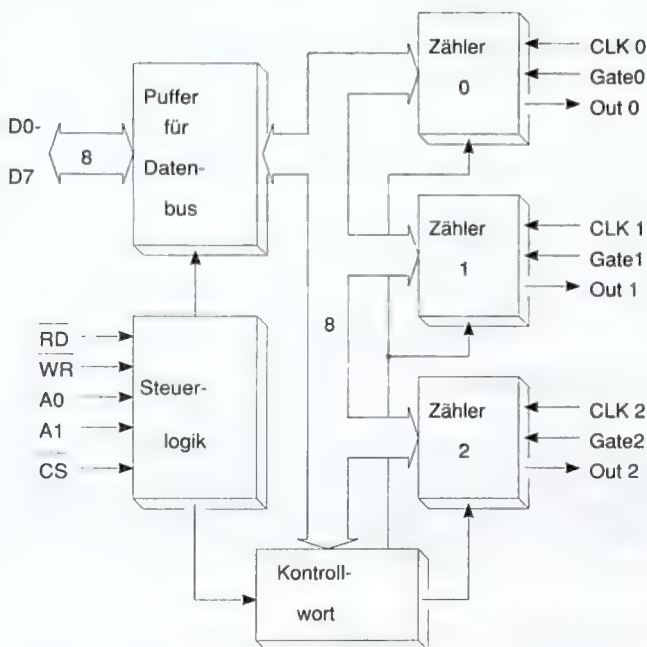 Puffer
für
Daten-
bus
D0-
8
D7
Zähler
0
CLK 0
Gate0
Out 0
Zähler
1
CLK 1
Gate1
Out 1
8
RD
WR
A0
A1
CS
Steuer-
logik
Zähler
2
CLK 2
Gate2
Out 2
Kontroll-
wort